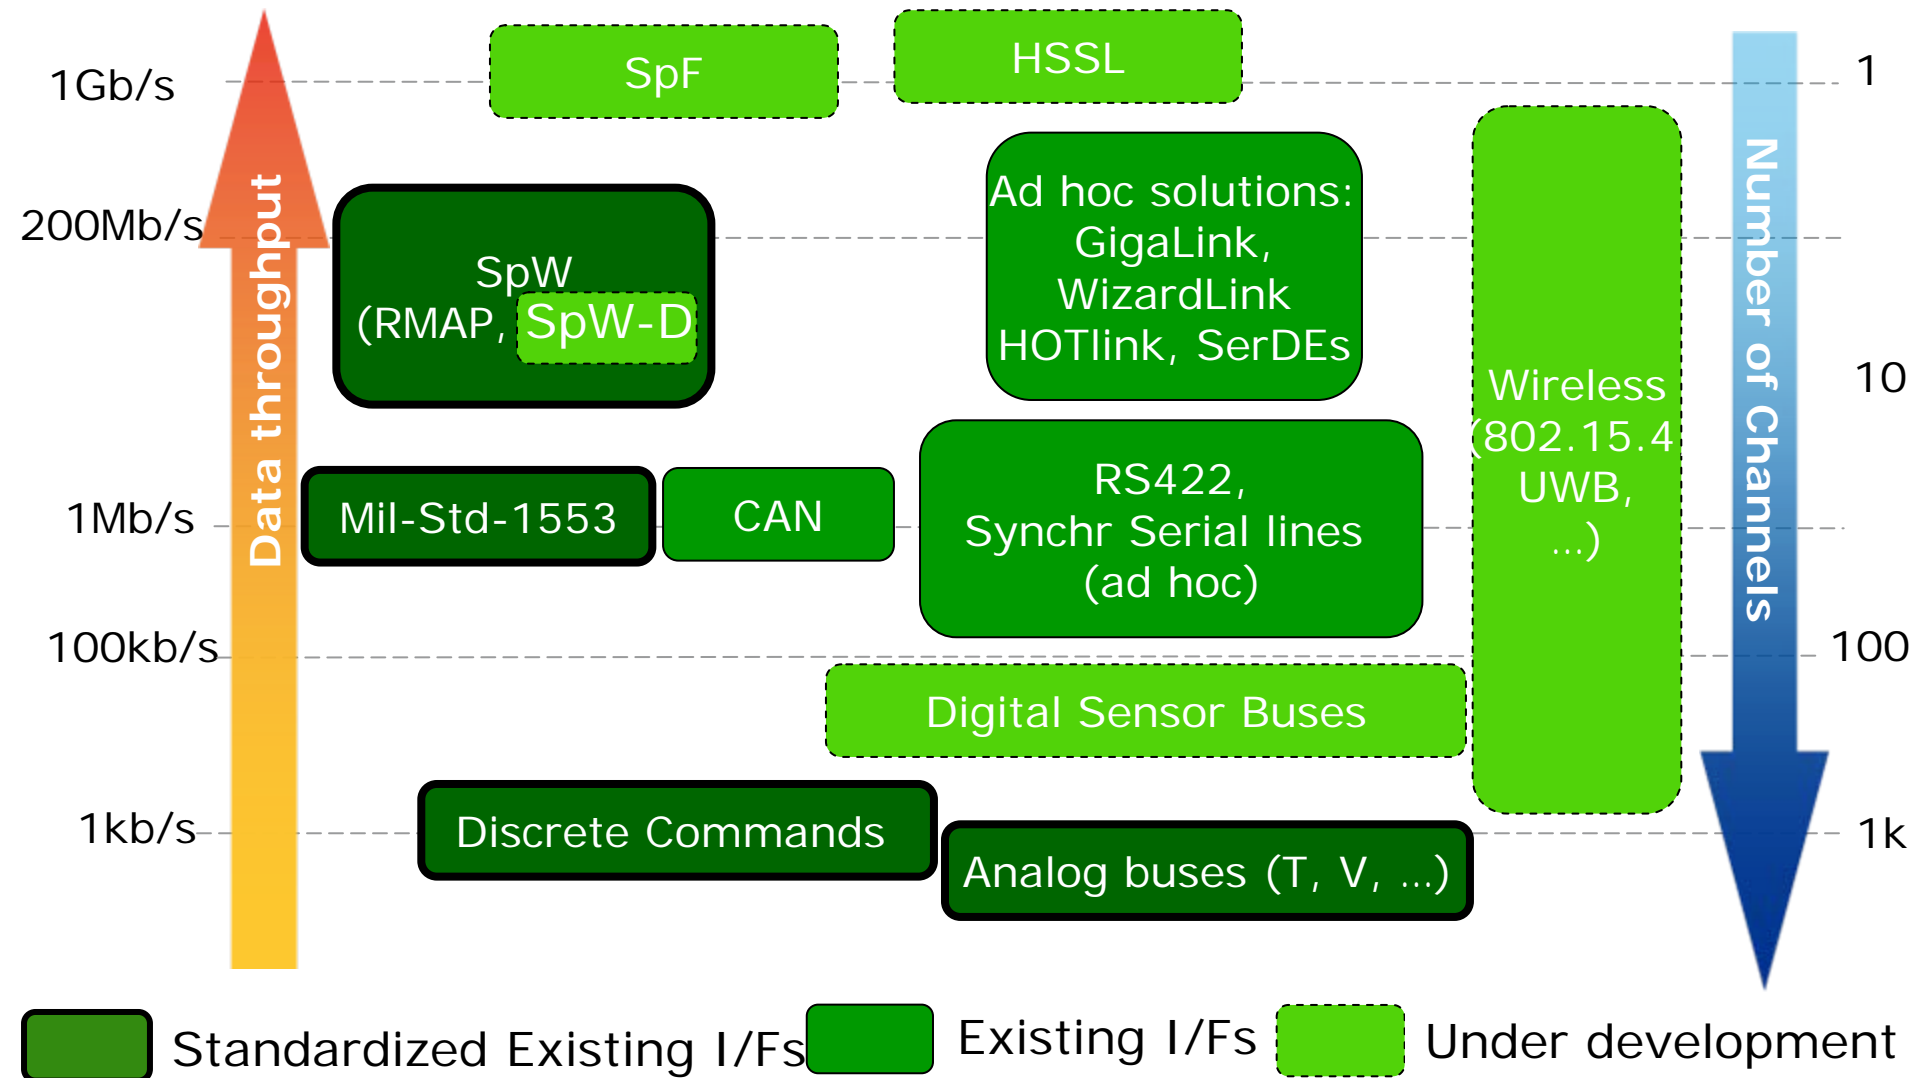 1Gb/s
SpF
HSSL
1
Data throughput
Number of Channels
200Mb/s
SpW
(RMAP, SpW-D
Ad hoc solutions:
GigaLink,
WizardLink
HOTlink, SerDEs
Wireless
(802.15.4
UWB,
...)
10
1Mb/s
Mil-Std-1553
CAN
RS422,
Synchr Serial lines
(ad hoc)
100kb/s
100
Digital Sensor Buses
1kb/s
Discrete Commands
Analog buses (T, V, ...)
1k
Standardized Existing I/Fs
Existing I/Fs
Under development